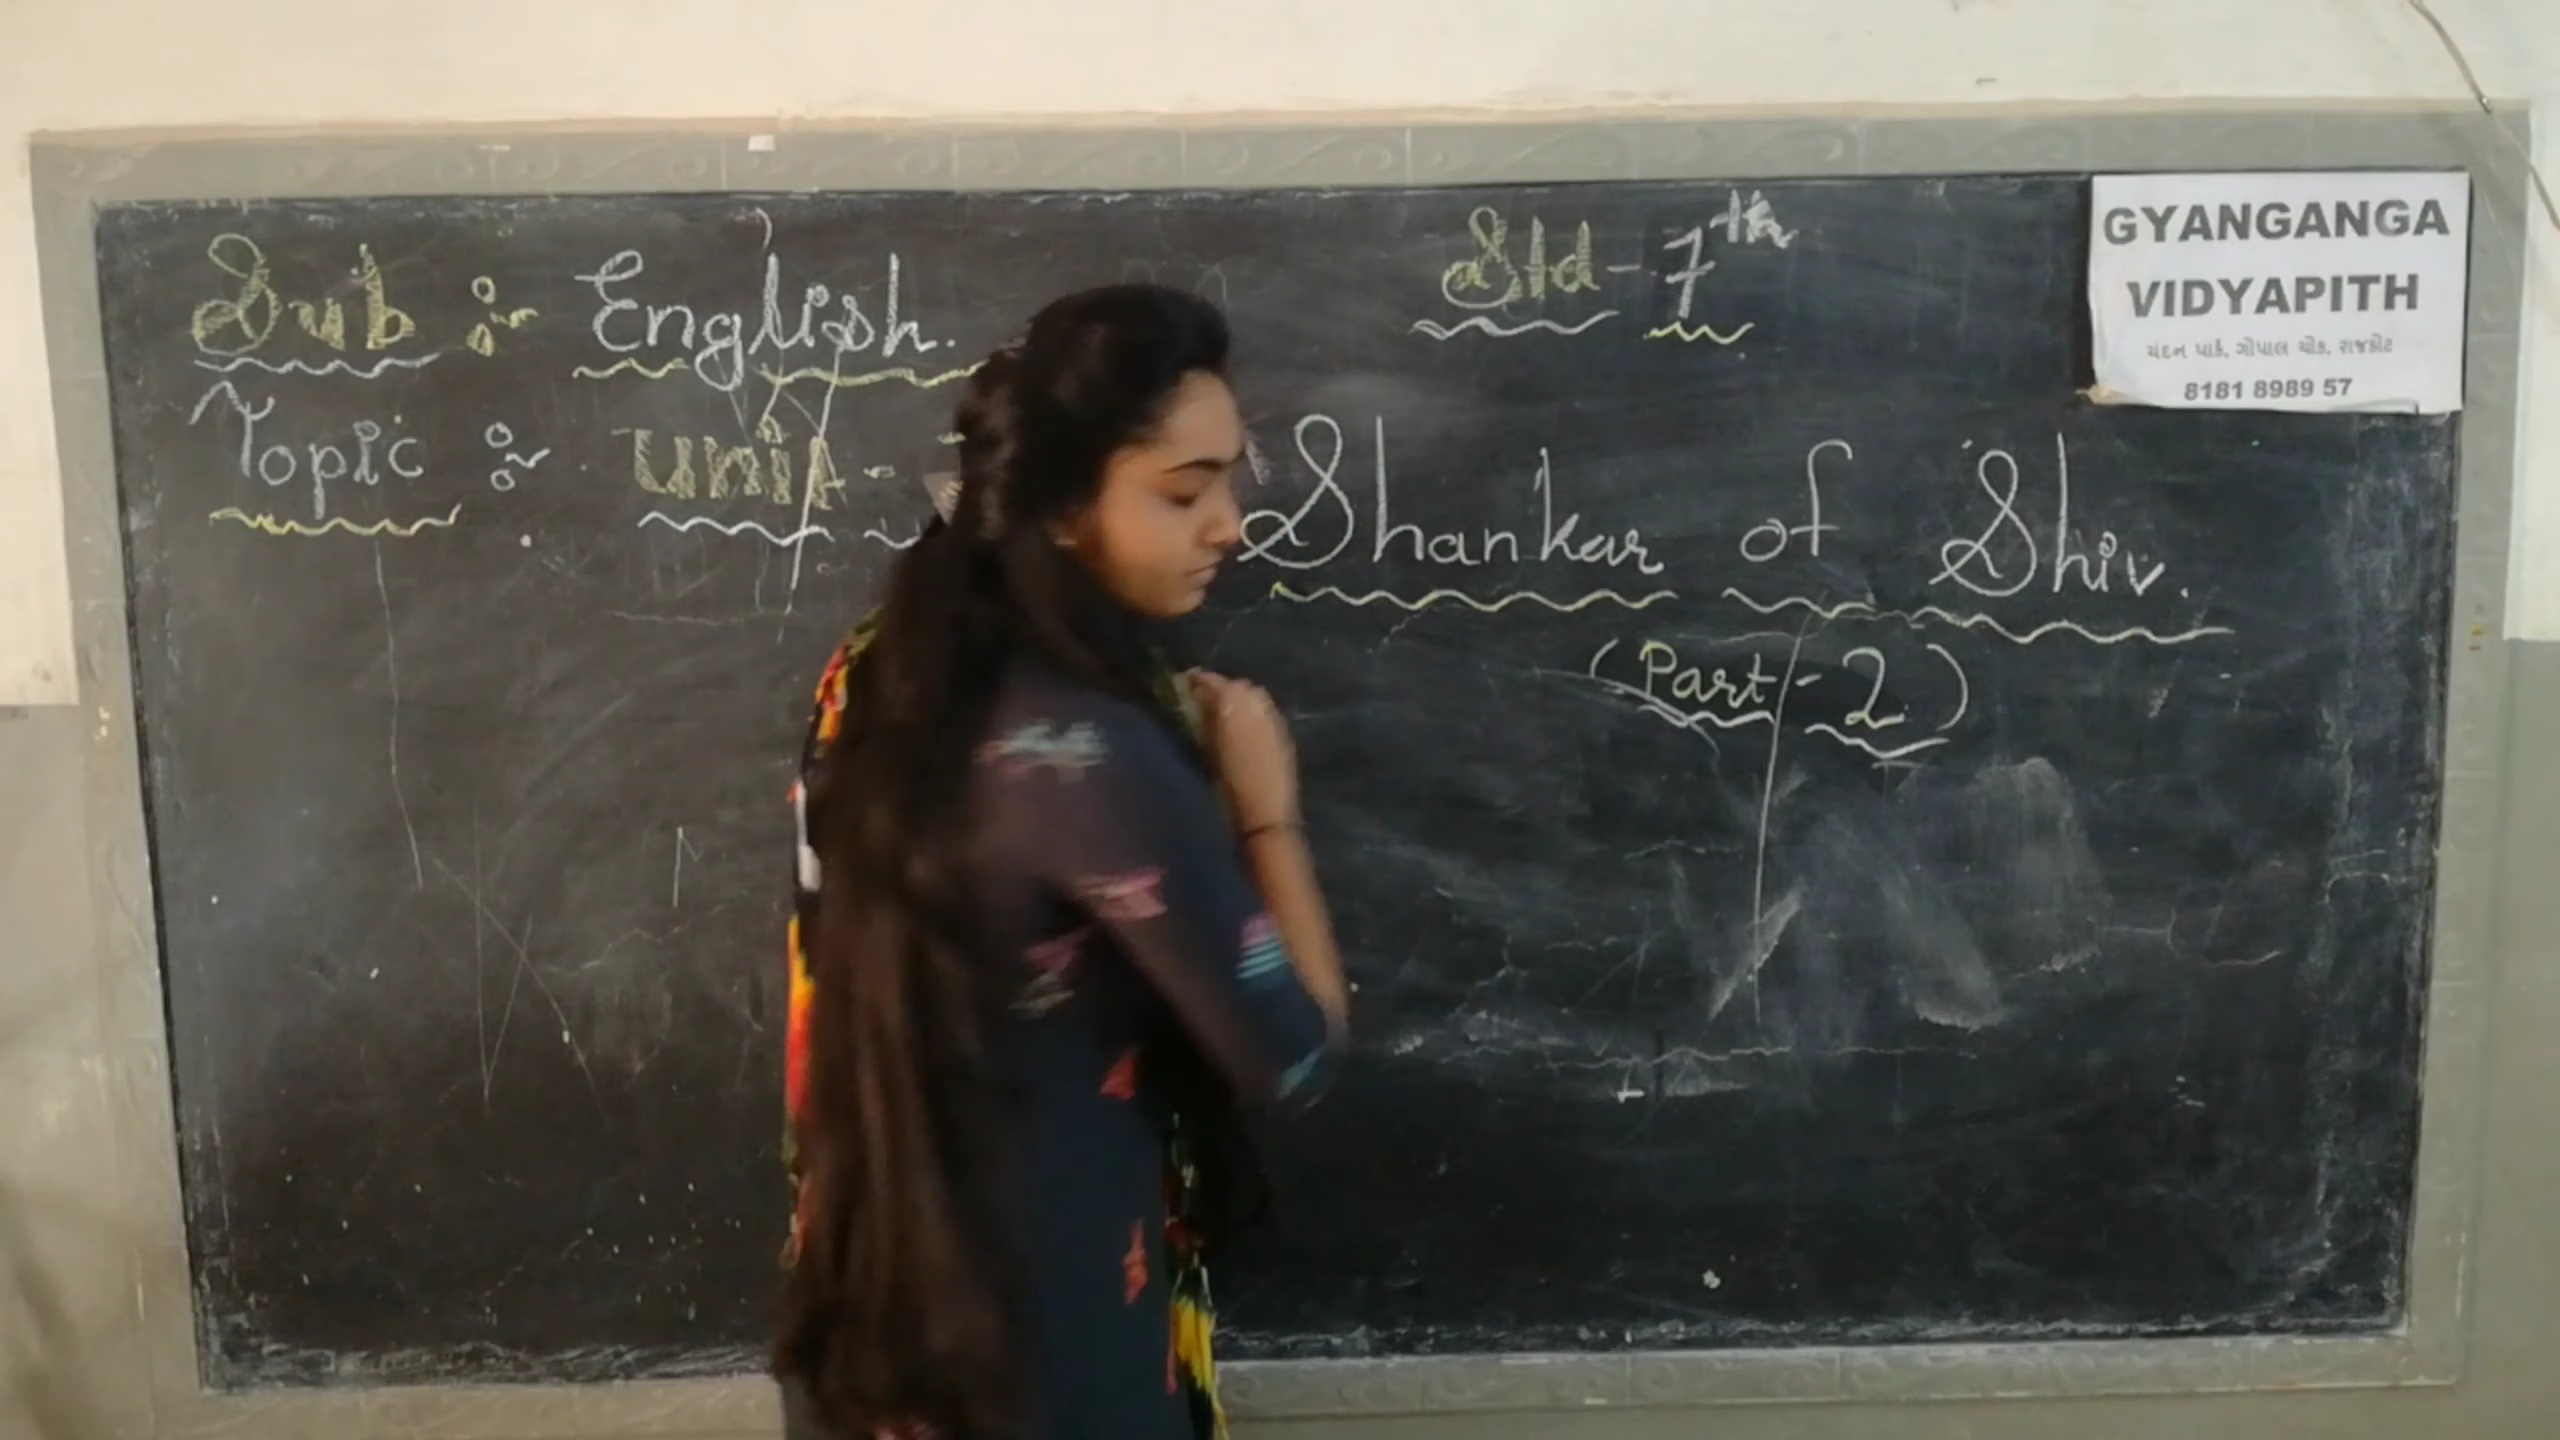 Sub :- English.
Std - 7th
Topic :- Unit - Shankar of Shiv.
(Part - 2)
GYANGANGA
VIDYAPITH
ચંદન પાર્ક, ગોપાલ ચોક, રાજકોટ
8181 8989 57